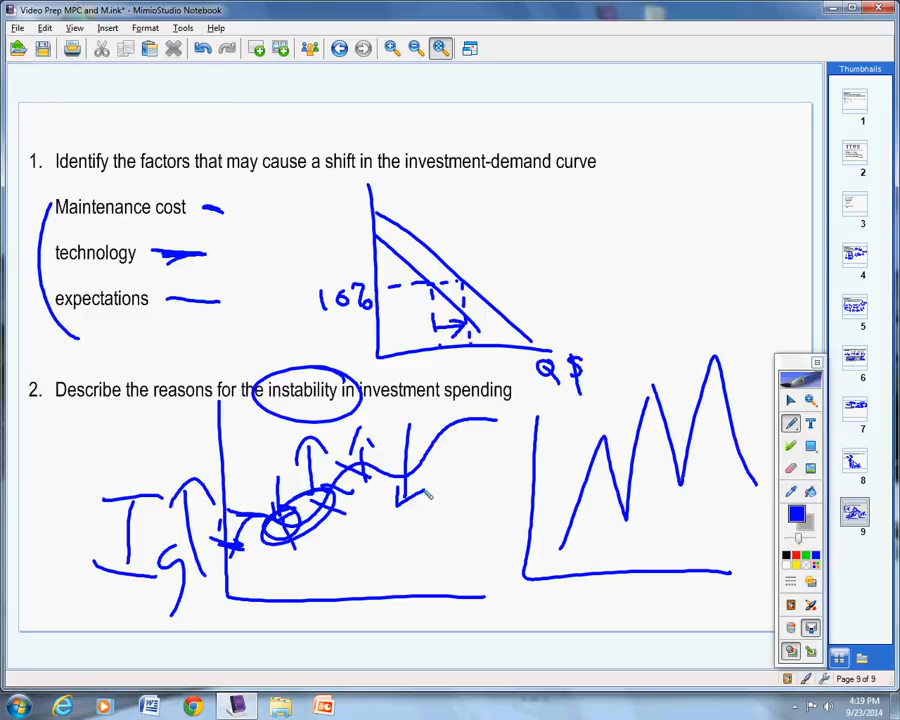 Video Prep MPC and M.ink* - MimioStudio Notebook
File Edit View Insert Format Tools Help
Thumbnails
1. Identify the factors that may cause a shift in the investment-demand curve
Maintenance cost
technology
expectations
10%
Q $
2. Describe the reasons for the instability in investment spending
Ig
1
2
3
4
5
6
7
8
9
Page 9 of 9
4:19 PM
9/23/2014